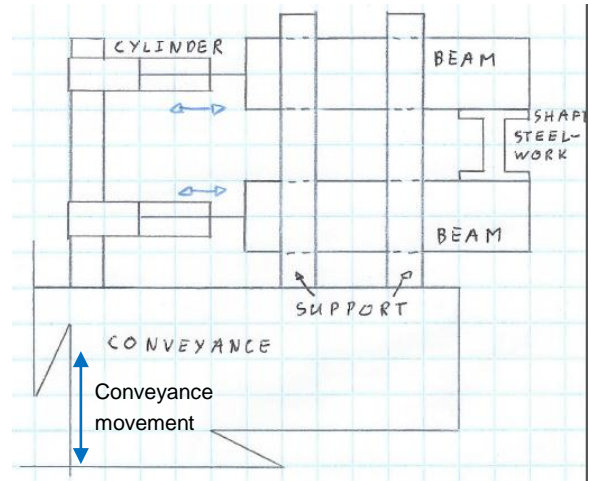 CYLINDER
BEAM
SHAFT
STEEL-
WORK
BEAM
SUPPORT
CONVEYANCE
Conveyance
movement